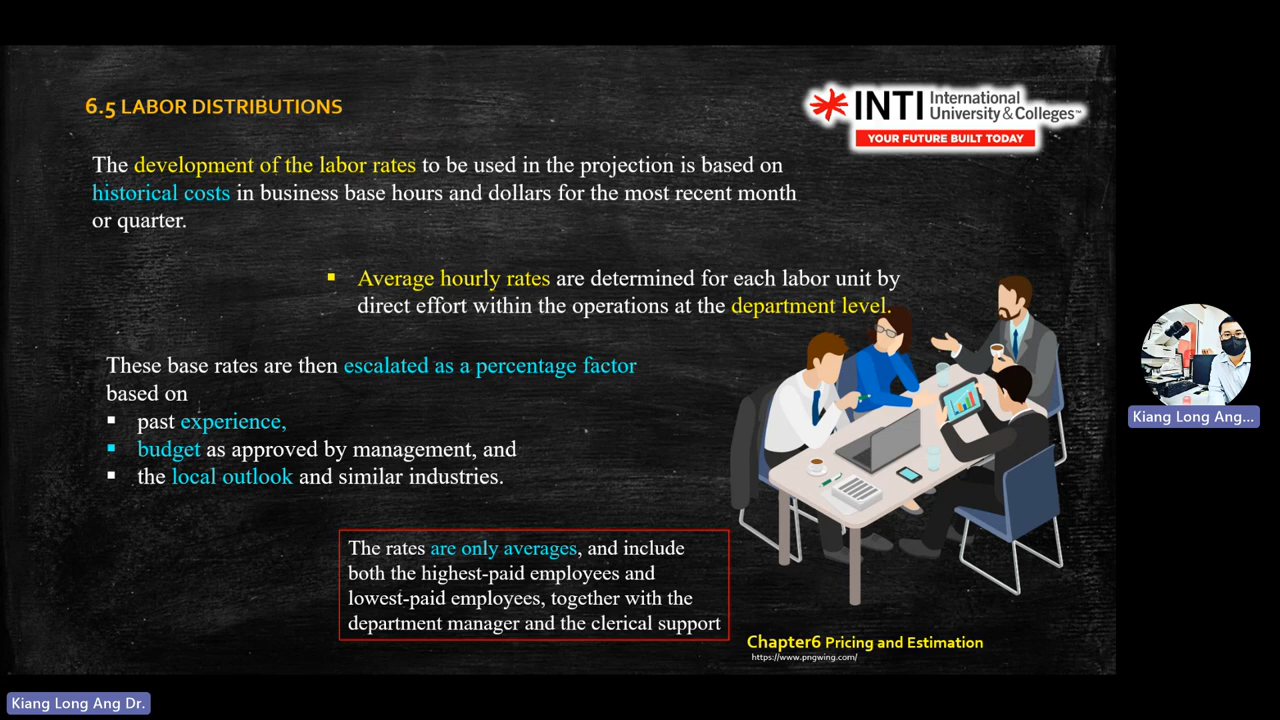 6.5 LABOR DISTRIBUTIONS
INTI International
University & Colleges™
YOUR FUTURE BUILT TODAY
The development of the labor rates to be used in the projection is based on
historical costs in business base hours and dollars for the most recent month
or quarter.
▪ Average hourly rates are determined for each labor unit by
direct effort within the operations at the department level.
These base rates are then escalated as a percentage factor
based on
▪ past experience,
▪ budget as approved by management, and
▪ the local outlook and similar industries.
The rates are only averages, and include
both the highest-paid employees and
lowest-paid employees, together with the
department manager and the clerical support
Chapter6 Pricing and Estimation
https://www.pngwing.com/
Kiang Long Ang...
Kiang Long Ang Dr.